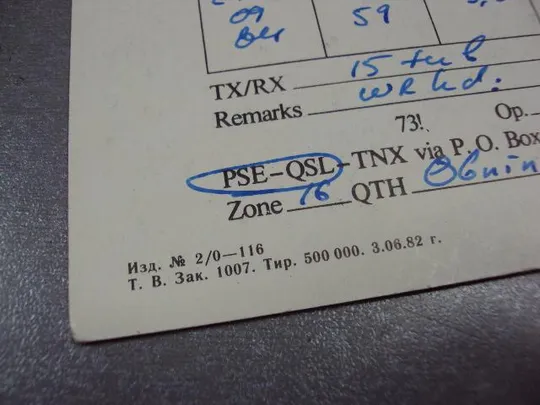 09
59
TX/RX 15
Remarks wkd:
73! Op.
PSE-QSL-TNX via P. O. Box
Zone 16 QTH
Изд. № 2/0—116
Т. В. Зак. 1007. Тир. 500 000. 3.06.82 г.